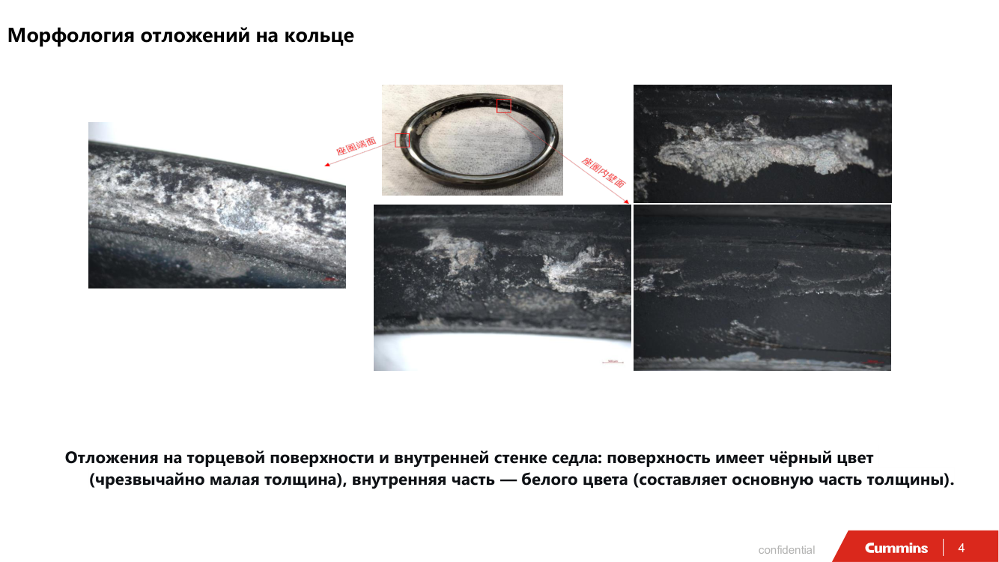 Морфология отложений на кольце
座圈端面
座圈内壁面
Отложения на торцевой поверхности и внутренней стенке седла: поверхность имеет чёрный цвет
(чрезвычайно малая толщина), внутренняя часть — белого цвета (составляет основную часть толщины).
confidential
Cummins
4